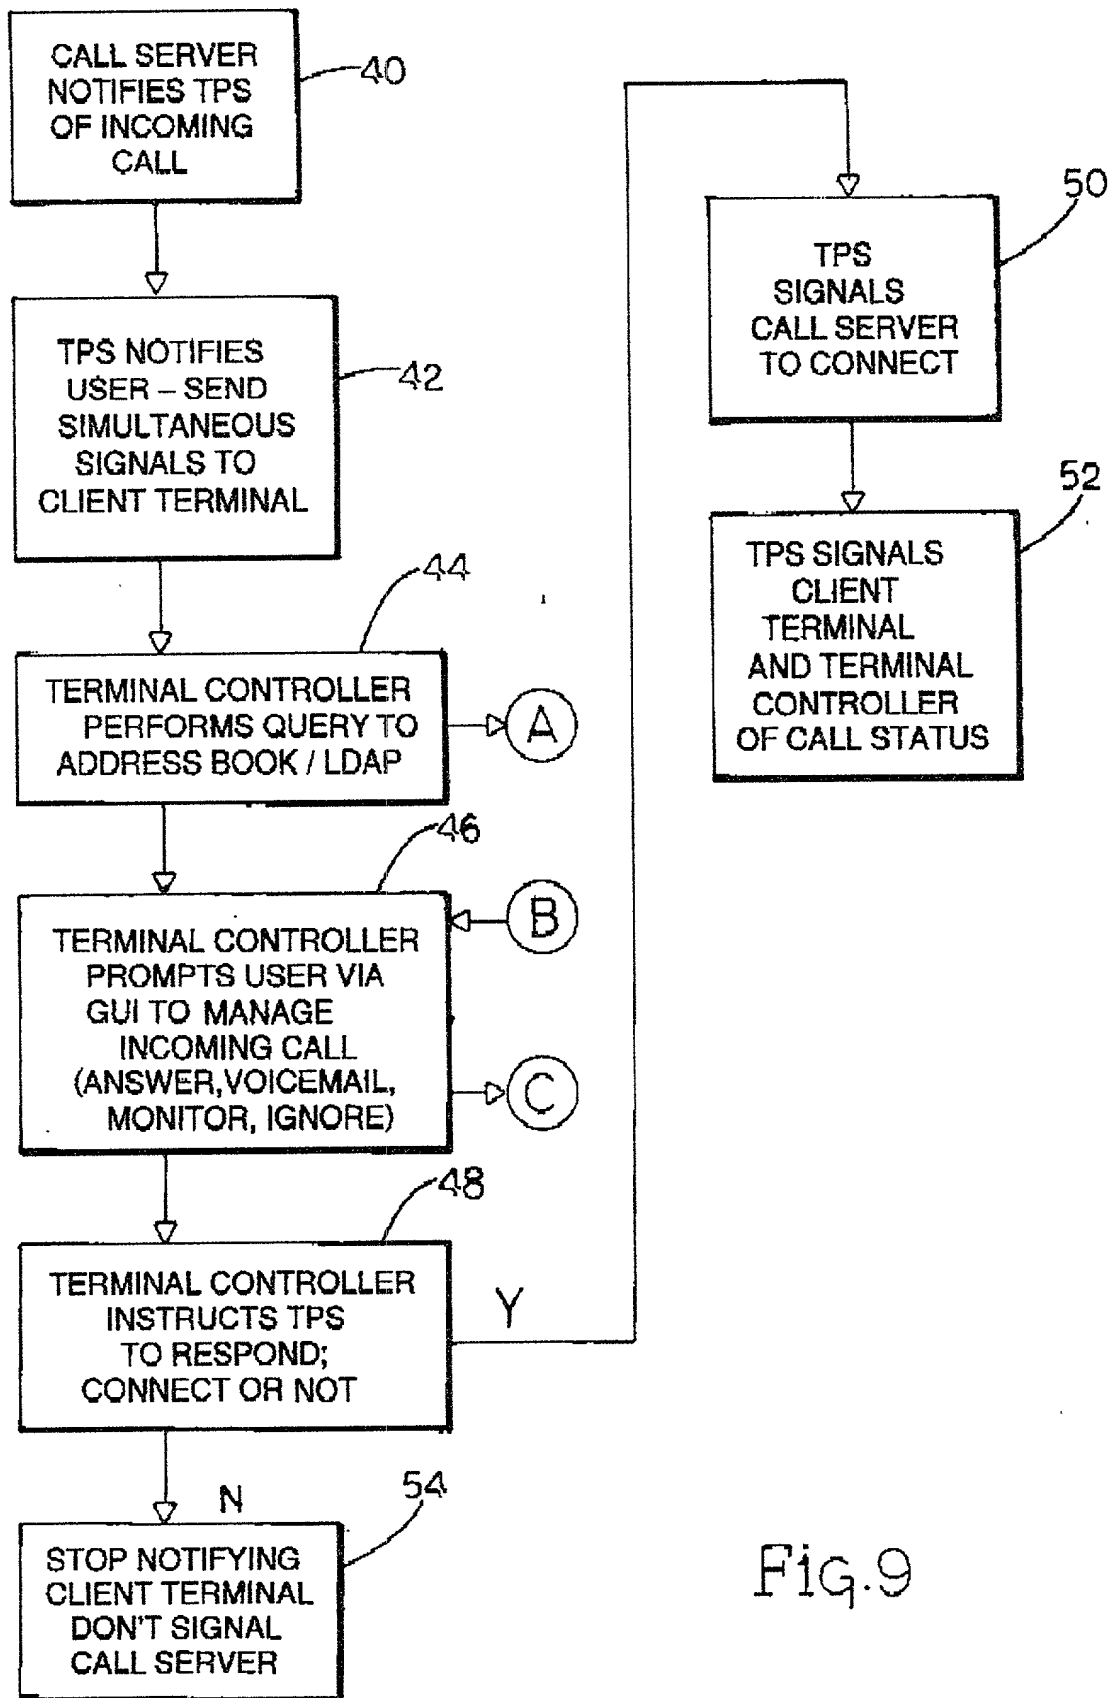 CALL SERVER
NOTIFIES TPS
OF INCOMING
CALL
40
TPS NOTIFIES
USER – SEND
SIMULTANEOUS
SIGNALS TO
CLIENT TERMINAL
42
TERMINAL CONTROLLER
PERFORMS QUERY TO
ADDRESS BOOK / LDAP
44
A
TERMINAL CONTROLLER
PROMPTS USER VIA
GUI TO MANAGE
INCOMING CALL
(ANSWER, VOICEMAIL,
MONITOR, IGNORE)
46
B
C
TERMINAL CONTROLLER
INSTRUCTS TPS
TO RESPOND;
CONNECT OR NOT
48
Y
N
STOP NOTIFYING
CLIENT TERMINAL
DON'T SIGNAL
CALL SERVER
54
TPS
SIGNALS
CALL SERVER
TO CONNECT
50
TPS SIGNALS
CLIENT
TERMINAL
AND TERMINAL
CONTROLLER
OF CALL STATUS
52
Fig.9